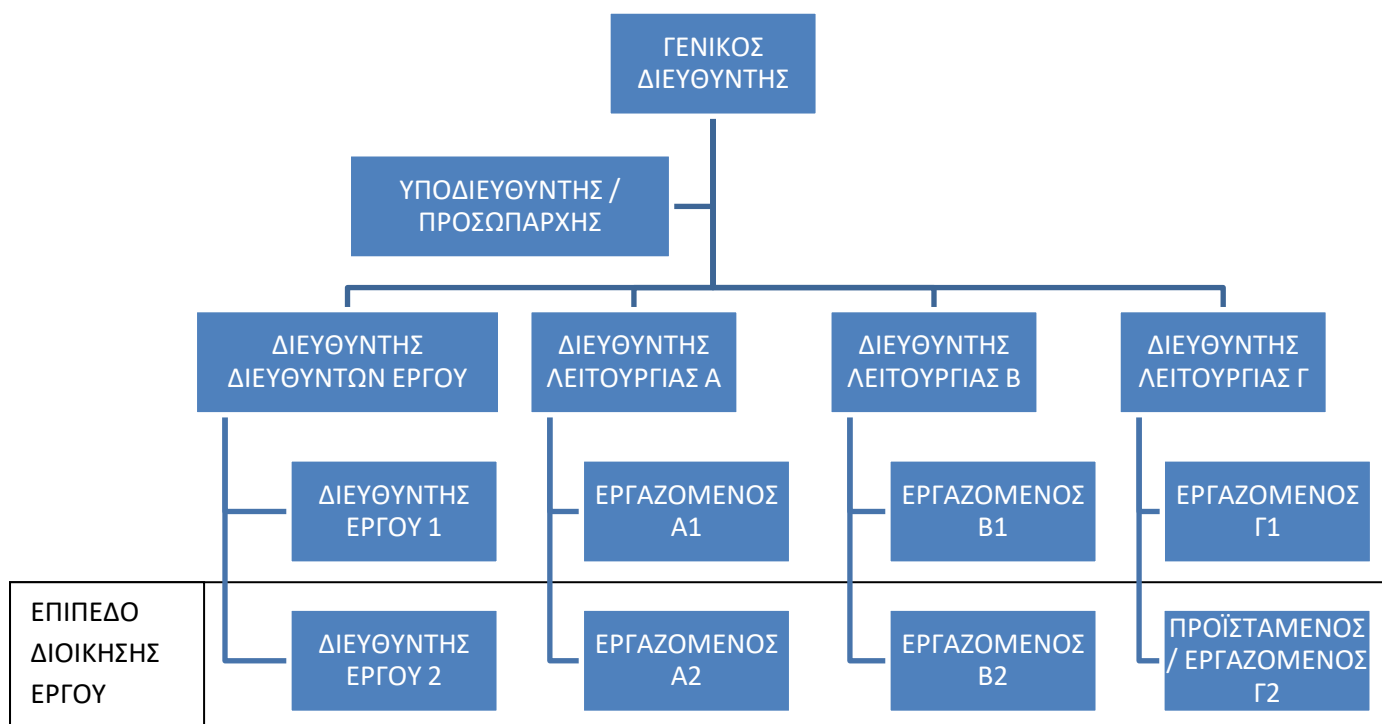 ΓΕΝΙΚΟΣ
ΔΙΕΥΘΥΝΤΗΣ
ΥΠΟΔΙΕΥΘΥΝΤΗΣ /
ΠΡΟΣΩΠΑΡΧΗΣ
ΔΙΕΥΘΥΝΤΗΣ
ΔΙΕΥΘΥΝΤΩΝ ΕΡΓΟΥ
ΔΙΕΥΘΥΝΤΗΣ
ΛΕΙΤΟΥΡΓΙΑΣ Α
ΔΙΕΥΘΥΝΤΗΣ
ΛΕΙΤΟΥΡΓΙΑΣ Β
ΔΙΕΥΘΥΝΤΗΣ
ΛΕΙΤΟΥΡΓΙΑΣ Γ
ΔΙΕΥΘΥΝΤΗΣ
ΕΡΓΟΥ 1
ΕΡΓΑΖΟΜΕΝΟΣ
Α1
ΕΡΓΑΖΟΜΕΝΟΣ
Β1
ΕΡΓΑΖΟΜΕΝΟΣ
Γ1
ΕΠΙΠΕΔΟ
ΔΙΟΙΚΗΣΗΣ
ΕΡΓΟΥ
ΔΙΕΥΘΥΝΤΗΣ
ΕΡΓΟΥ 2
ΕΡΓΑΖΟΜΕΝΟΣ
Α2
ΕΡΓΑΖΟΜΕΝΟΣ
Β2
ΠΡΟΪΣΤΑΜΕΝΟΣ
/ ΕΡΓΑΖΟΜΕΝΟΣ
Γ2